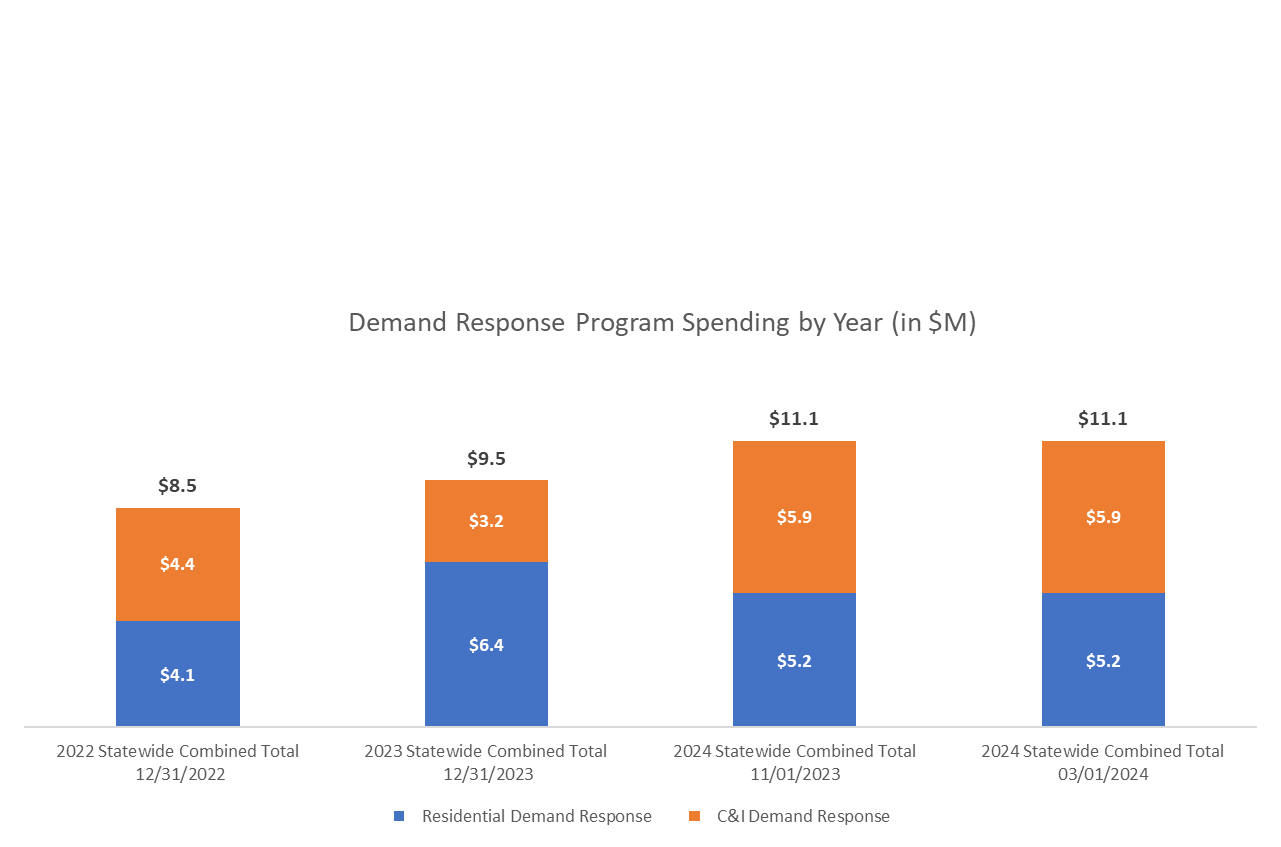 Demand Response Program Spending by Year (in $M)
$11.1
$11.1
$9.5
$8.5
$5.9
$5.9
$3.2
$4.4
$6.4
$5.2
$5.2
$4.1
2022 Statewide Combined Total
12/31/2022
2023 Statewide Combined Total
12/31/2023
2024 Statewide Combined Total
11/01/2023
2024 Statewide Combined Total
03/01/2024
Residential Demand Response
C&I Demand Response